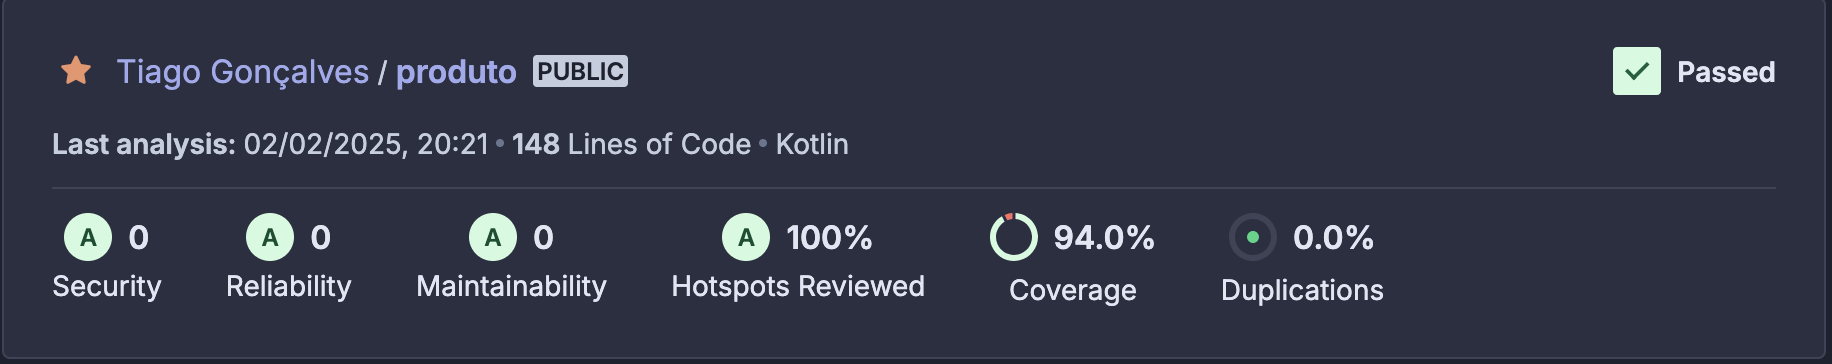 Tiago Gonçalves / produto PUBLIC
Passed
Last analysis: 02/02/2025, 20:21 • 148 Lines of Code • Kotlin
A 0
Security
A 0
Reliability
A 0
Maintainability
A 100%
Hotspots Reviewed
94.0%
Coverage
0.0%
Duplications